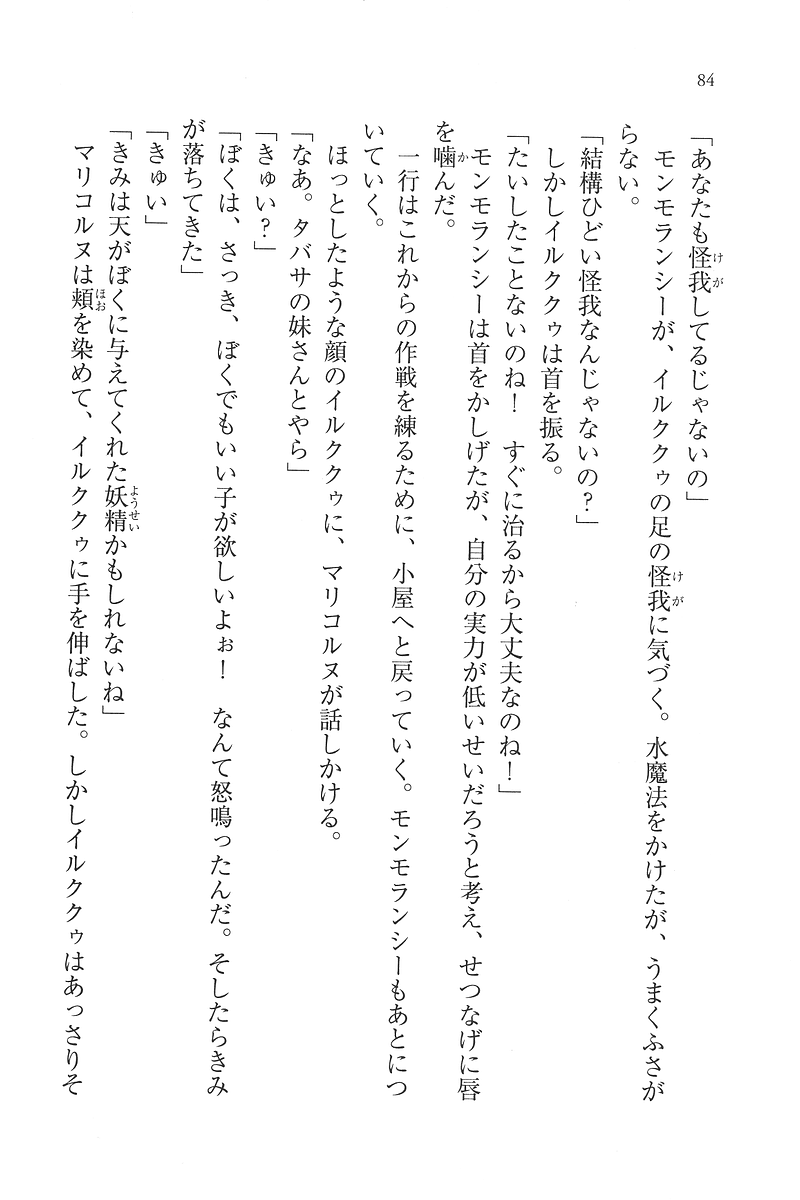 84
「あなたも怪我してるじゃないの」
モンモランシーが、イルククゥの足の怪我に気づく。水魔法をかけたが、うまくふさが
らない。
「結構ひどい怪我なんじゃないの？」
しかしイルククゥは首を振る。
「たいしたことないのね！　すぐに治るから大丈夫なのね！」
モンモランシーは首をかしげたが、自分の実力が低いせいだろうと考え、せつなげに唇
を噛んだ。
一行はこれからの作戦を練るために、小屋へと戻っていく。モンモランシーもあとにつ
いていく。
ほっとしたような顔のイルククゥに、マリコルヌが話しかける。
「なあ。タバサの妹さんとやら」
「きゅい？」
「ぼくは、さっき、ぼくでもいい子が欲しいよぉ！　なんて怒鳴ったんだ。そしたらきみ
が落ちてきた」
「きゅい」
「きみは天がぼくに与えてくれた妖精かもしれないね」
マリコルヌは頬を染めて、イルククゥに手を伸ばした。しかしイルククゥはあっさりそ